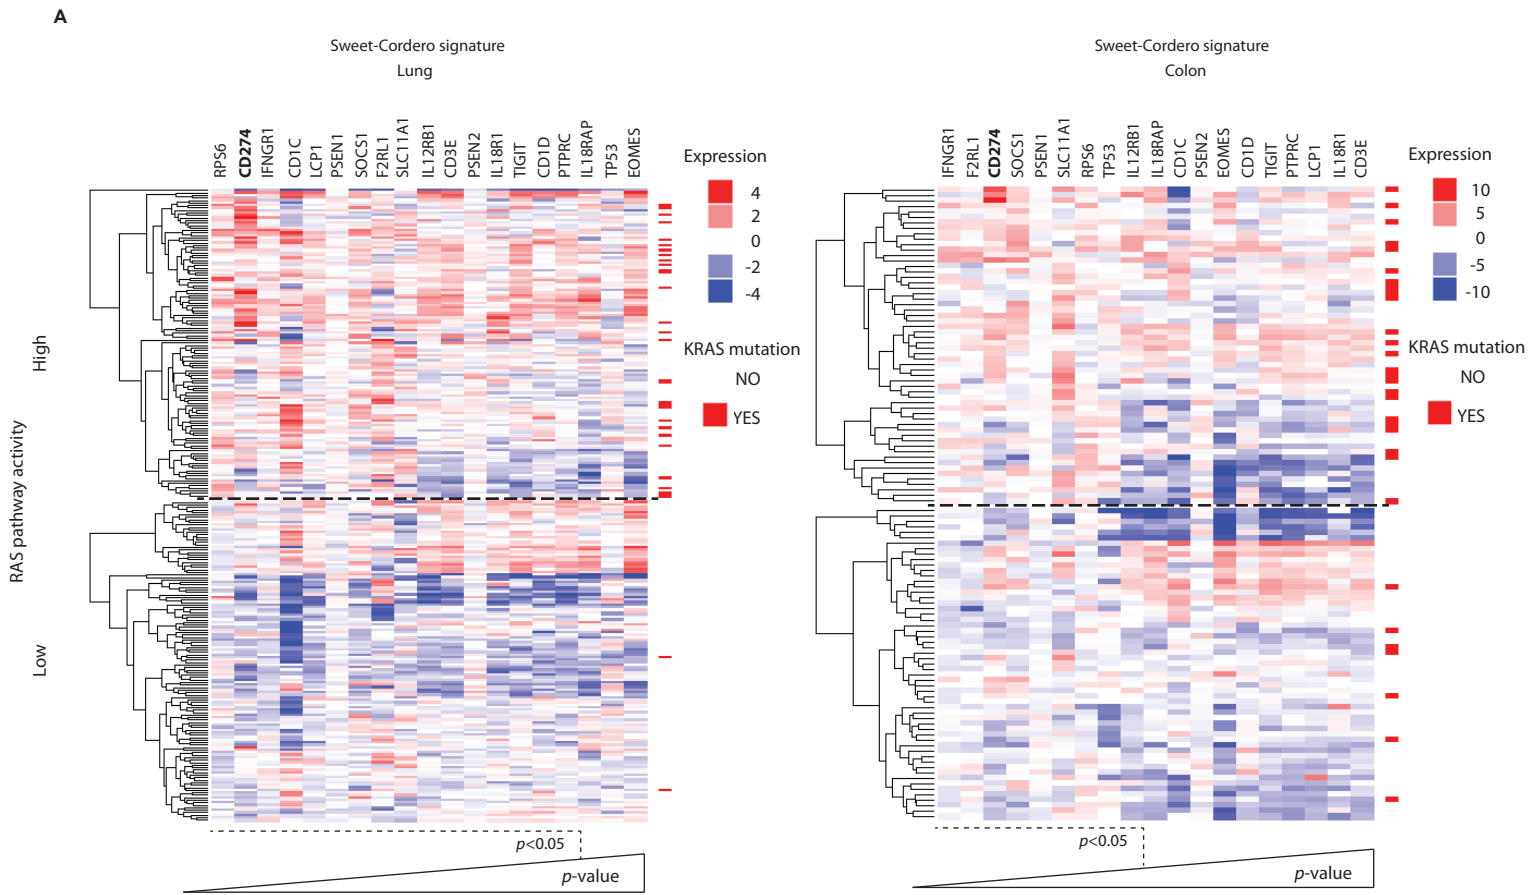 A
Sweet-Cordero signature
Lung
RPS6
CD274
IFNGR1
CD1C
LCP1
PSEN1
SOCS1
F2RL1
SLC11A1
IL12RB1
CD3E
PSEN2
IL18R1
TIGIT
CD1D
PTPRC
IL18RAP
TP53
EOMES
Expression
4
2
0
-2
-4
KRAS mutation
NO
YES
RAS pathway activity
High
Low
p<0.05
p-value
Sweet-Cordero signature
Colon
IFNGR1
F2RL1
CD274
SOCS1
PSEN1
SLC11A1
RPS6
TP53
IL12RB1
IL18RAP
CD1C
PSEN2
EOMES
CD1D
TIGIT
PTPRC
LCP1
IL18R1
CD3E
Expression
10
5
0
-5
-10
KRAS mutation
NO
YES
p<0.05
p-value